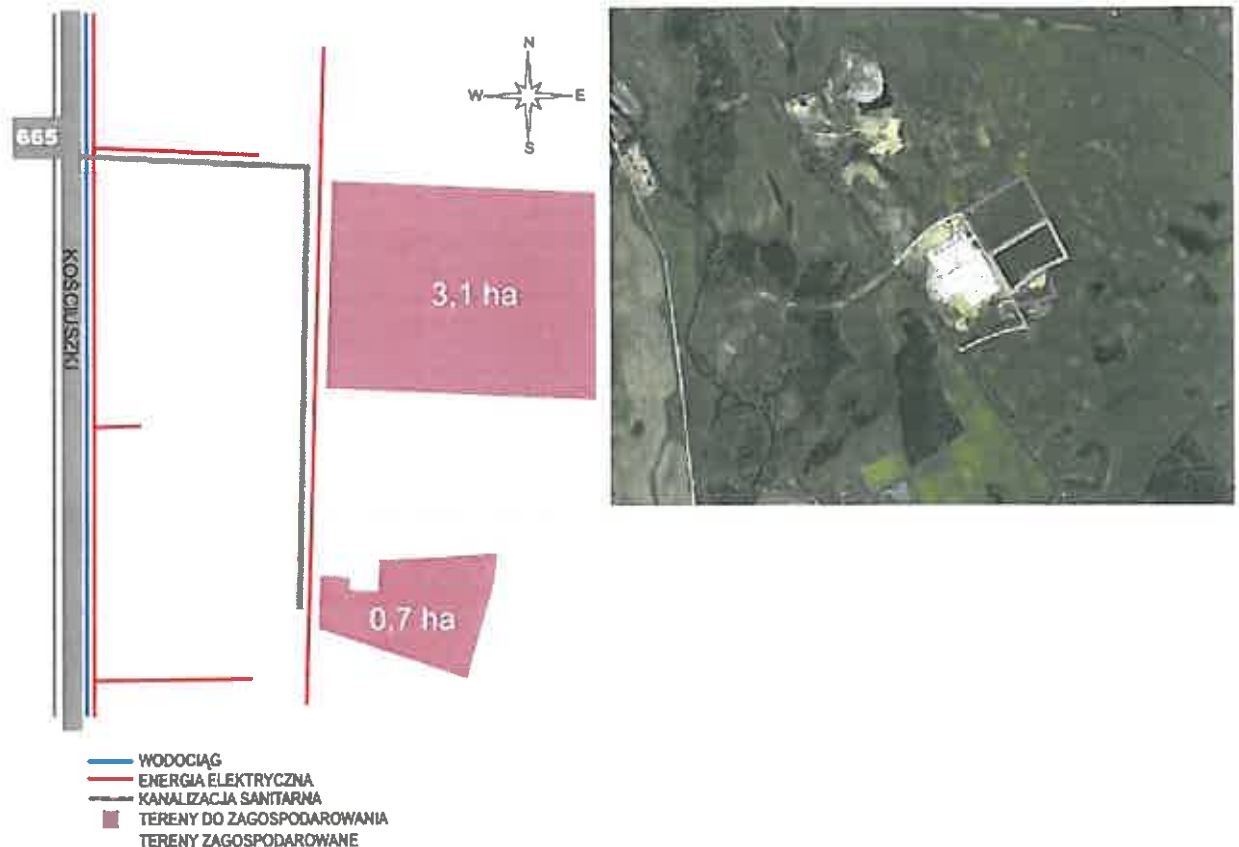 N
W E
S
665
KOŚCIUSZKI
3.1 ha
0.7 ha
WODOCIĄG
ENERGIA ELEKTRYCZNA
KANALIZACJA SANITARNA
TERENY DO ZAGOSPODAROWANIA
TERENY ZAGOSPODAROWANE